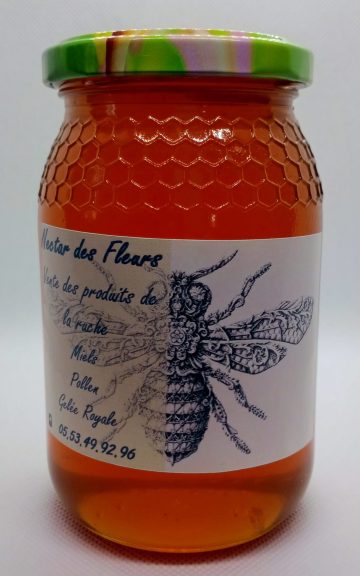 Nectar des Fleurs
Vente des produits de
la ruche
Miels
Pollen
Gelée Royale
05.53.49.92.96